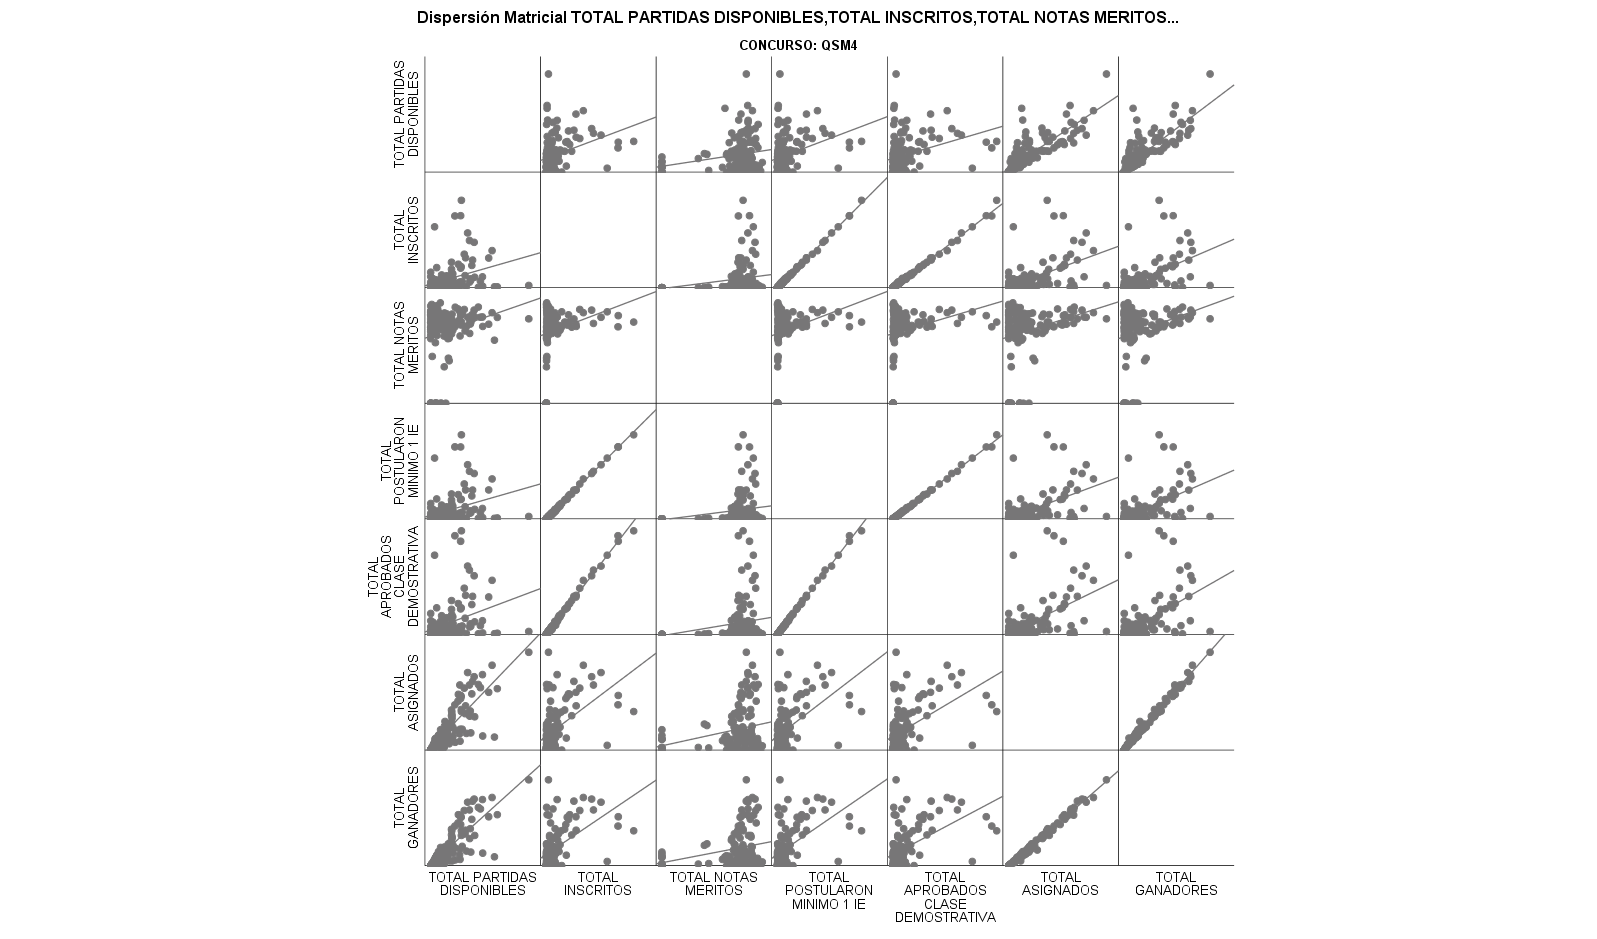 Dispersión Matricial TOTAL PARTIDAS DISPONIBLES,TOTAL INSCRITOS,TOTAL NOTAS MERITOS...
CONCURSO: QSM4
TOTAL PARTIDAS
DISPONIBLES
TOTAL
INSCRITOS
TOTAL NOTAS
MERITOS
TOTAL
POSTULARON
MINIMO 1 IE
TOTAL
APROBADOS
CLASE
DEMOSTRATIVA
TOTAL
ASIGNADOS
TOTAL
GANADORES
TOTAL PARTIDAS
DISPONIBLES
TOTAL
INSCRITOS
TOTAL NOTAS
MERITOS
TOTAL
POSTULARON
MINIMO 1 IE
TOTAL
APROBADOS
CLASE
DEMOSTRATIVA
TOTAL
ASIGNADOS
TOTAL
GANADORES